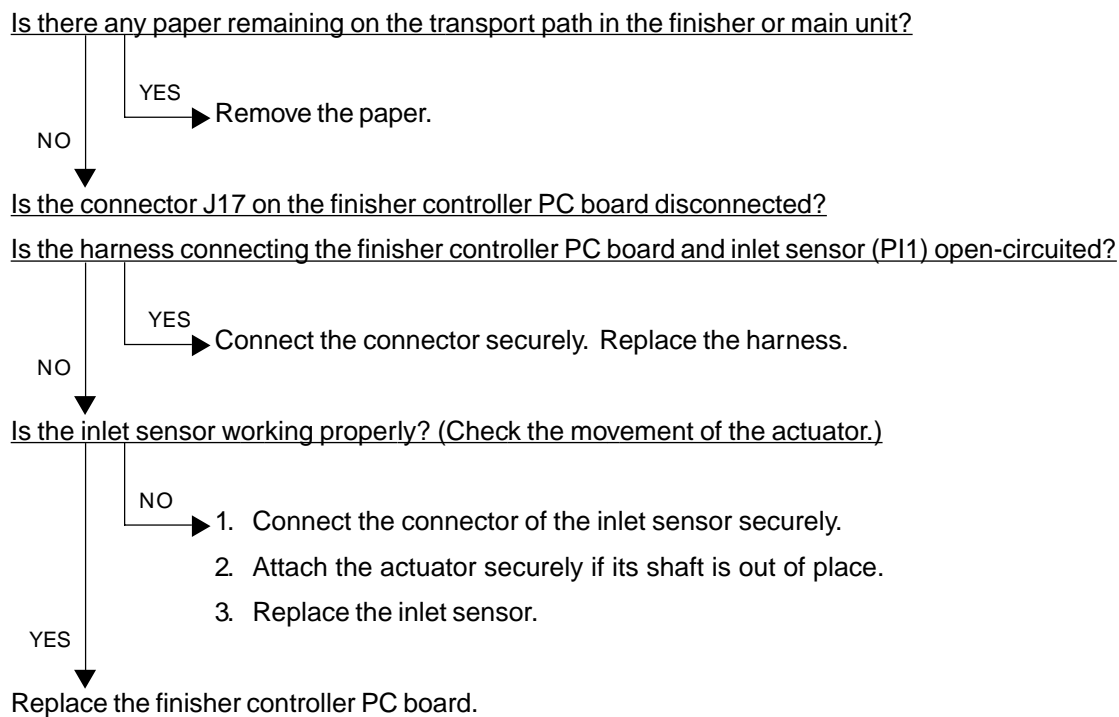 Is there any paper remaining on the transport path in the finisher or main unit?
YES
Remove the paper.
NO
Is the connector J17 on the finisher controller PC board disconnected?
Is the harness connecting the finisher controller PC board and inlet sensor (PI1) open-circuited?
YES
Connect the connector securely. Replace the harness.
NO
Is the inlet sensor working properly? (Check the movement of the actuator.)
NO
1. Connect the connector of the inlet sensor securely.
2. Attach the actuator securely if its shaft is out of place.
3. Replace the inlet sensor.
YES
Replace the finisher controller PC board.